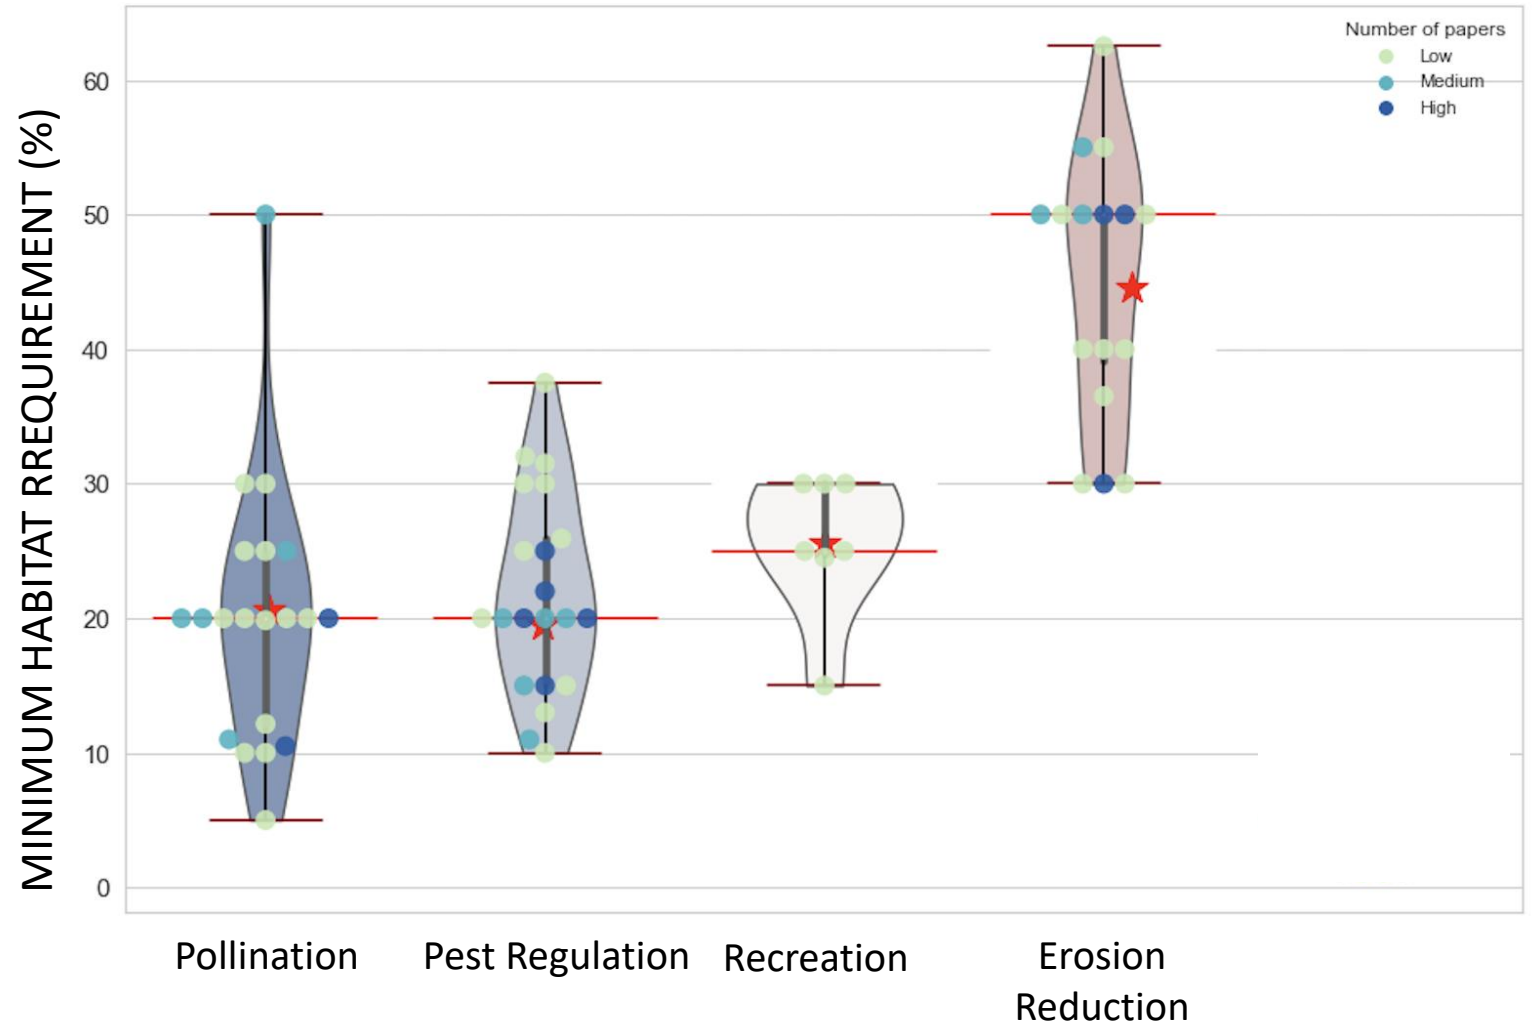 MINIMUM HABITAT RREQUIREMENT (%)
60
50
40
30
20
10
0
Number of papers
Low
Medium
High
Pollination
Pest Regulation
Recreation
Erosion
Reduction